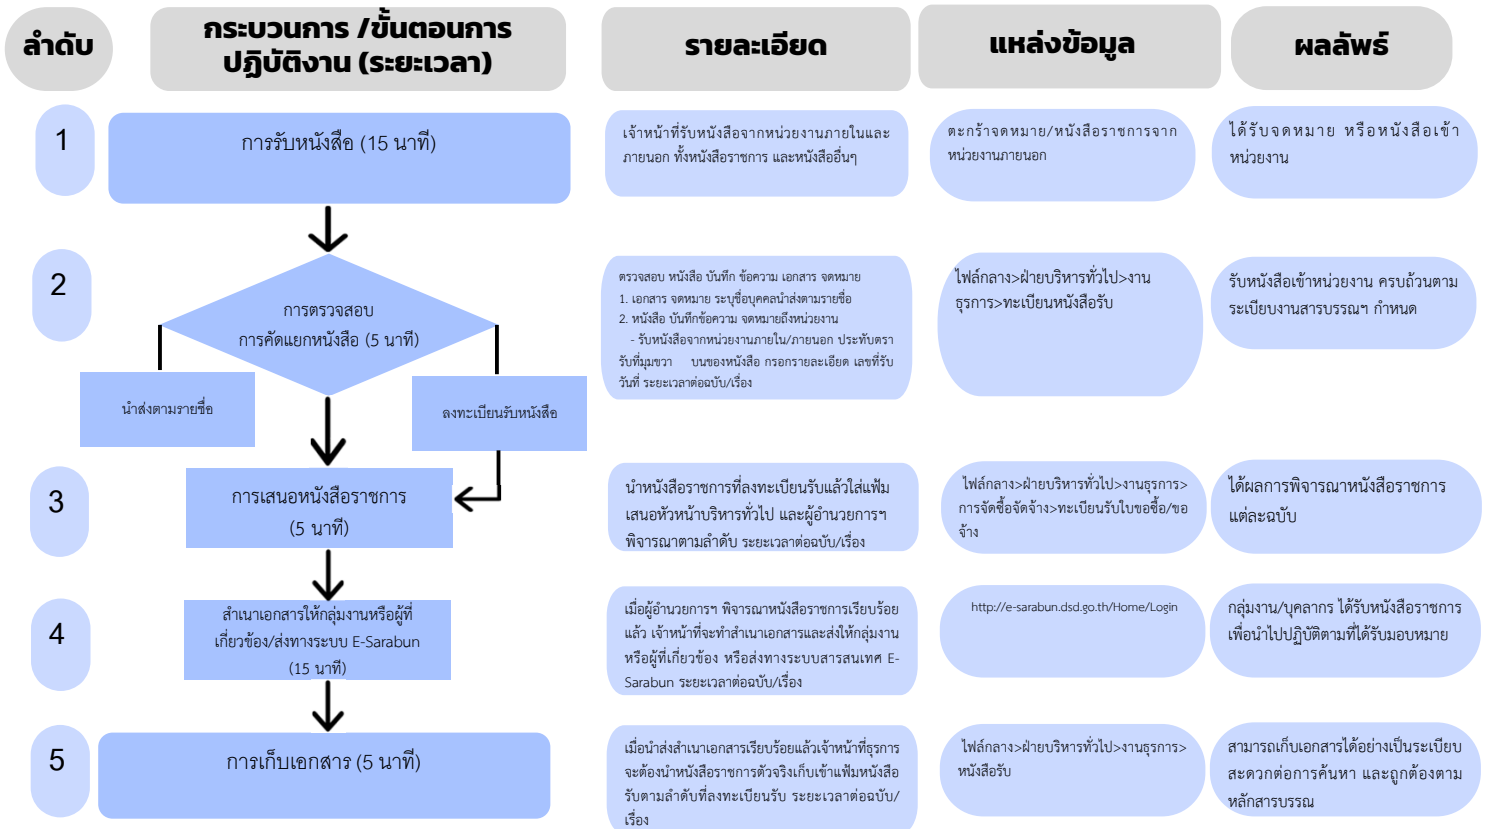 ลำดับ
กระบวนการ /ขั้นตอนการ
ปฏิบัติงาน (ระยะเวลา)
รายละเอียด
แหล่งข้อมูล
ผลลัพธ์
1
การรับหนังสือ (15 นาที)
เจ้าหน้าที่รับหนังสือจากหน่วยงานภายในและ
ภายนอก ทั้งหนังสือราชการ และหนังสืออื่นๆ
ตะกร้าจดหมาย/หนังสือราชการจาก
หน่วยงานภายนอก
ได้รับจดหมาย หรือหนังสือเข้า
หน่วยงาน
2
การตรวจสอบ
การคัดแยกหนังสือ (5 นาที)
นำส่งตามรายชื่อ
ลงทะเบียนรับหนังสือ
ตรวจสอบ หนังสือ บันทึก ข้อความ เอกสาร จดหมาย
1. เอกสาร จดหมาย ระบุชื่อบุคคลนำส่งตามรายชื่อ
2. หนังสือ บันทึกข้อความ จดหมายถึงหน่วยงาน
- รับหนังสือจากหน่วยงานภายใน/ภายนอก ประทับตรา
รับที่มุมขวา บนของหนังสือ กรอกรายละเอียด เลขที่รับ
วันที่ ระยะเวลาต่อฉบับ/เรื่อง
ไฟล์กลาง>ฝ่ายบริหารทั่วไป>งาน
ธุรการ>ทะเบียนหนังสือรับ
รับหนังสือเข้าหน่วยงาน ครบถ้วนตาม
ระเบียบงานสารบรรณฯ กำหนด
3
การเสนอหนังสือราชการ
(5 นาที)
นำหนังสือราชการที่ลงทะเบียนรับแล้วใส่แฟ้ม
เสนอหัวหน้าบริหารทั่วไป และผู้อำนวยการฯ
พิจารณาตามลำดับ ระยะเวลาต่อฉบับ/เรื่อง
ไฟล์กลาง>ฝ่ายบริหารทั่วไป>งานธุรการ>
การจัดซื้อจัดจ้าง>ทะเบียนรับใบขอซื้อ/ขอ
จ้าง
ได้ผลการพิจารณาหนังสือราชการ
แต่ละฉบับ
4
สำเนาเอกสารให้กลุ่มงานหรือผู้ที่
เกี่ยวข้อง/ส่งทางระบบ E-Sarabun
(15 นาที)
เมื่อผู้อำนวยการฯ พิจารณาหนังสือราชการเรียบร้อย
แล้ว เจ้าหน้าที่จะทำสำเนาเอกสารและส่งให้กลุ่มงาน
หรือผู้ที่เกี่ยวข้อง หรือส่งทางระบบสารสนเทศ E-
Sarabun ระยะเวลาต่อฉบับ/เรื่อง
http://e-sarabun.dsd.go.th/Home/Login
กลุ่มงาน/บุคลากร ได้รับหนังสือราชการ
เพื่อนำไปปฏิบัติตามที่ได้รับมอบหมาย
5
การเก็บเอกสาร (5 นาที)
เมื่อนำส่งสำเนาเอกสารเรียบร้อยแล้วเจ้าหน้าที่ธุรการ
จะต้องนำหนังสือราชการตัวจริงเก็บเข้าแฟ้มหนังสือ
รับตามลำดับที่ลงทะเบียนรับ ระยะเวลาต่อฉบับ/
เรื่อง
ไฟล์กลาง>ฝ่ายบริหารทั่วไป>งานธุรการ>
หนังสือรับ
สามารถเก็บเอกสารได้อย่างเป็นระเบียบ
สะดวกต่อการค้นหา และถูกต้องตาม
หลักสารบรรณ